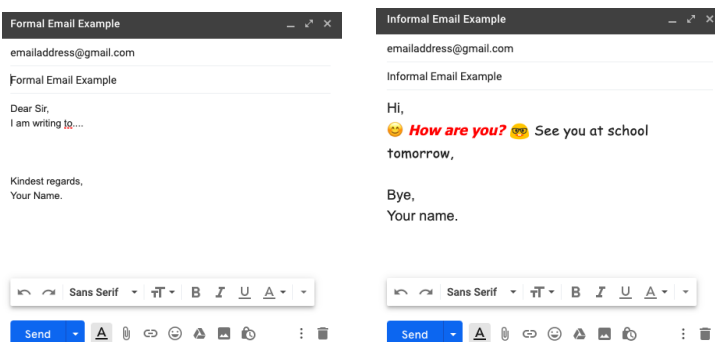 Formal Email Example
emailaddress@gmail.com
Formal Email Example
Dear Sir,
I am writing to....
Kindest regards,
Your Name.
Sans Serif
B I U A
Send
A
Informal Email Example
emailaddress@gmail.com
Informal Email Example
Hi,
😊 How are you? 🤓 See you at school
tomorrow,
Bye,
Your name.
Sans Serif
B I U A
Send
A